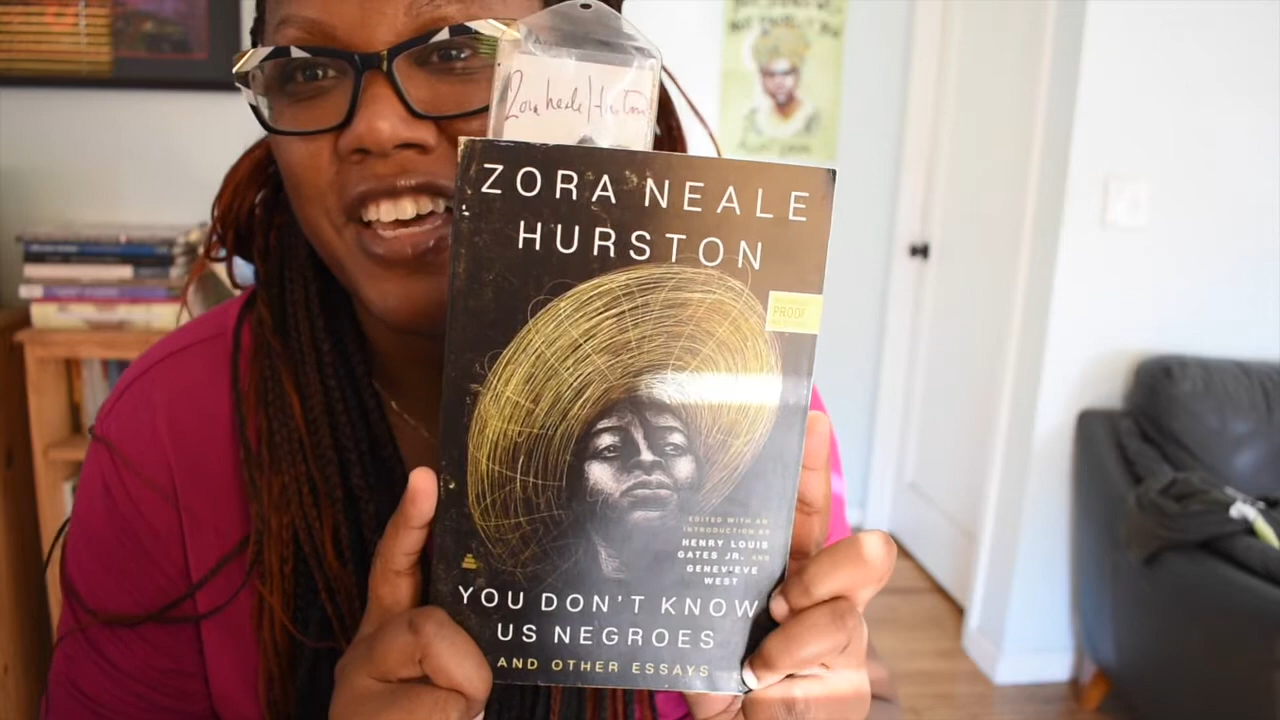 Zora Neale Hurston
ZORA NEALE
HURSTON
PROOF
EDITED WITH AN
INTRODUCTION BY
HENRY LOUIS
GATES JR. AND
GENEVIEVE
WEST
YOU DON'T KNOW
US NEGROES
AND OTHER ESSAYS